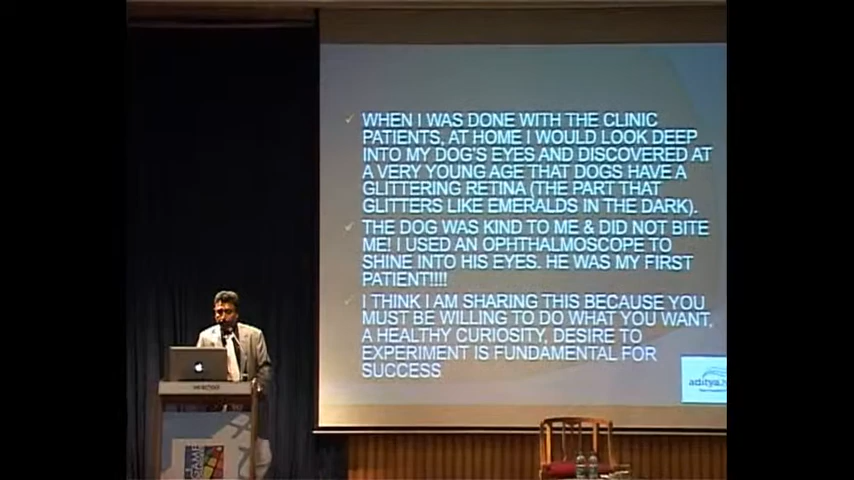 WHEN I WAS DONE WITH THE CLINIC
PATIENTS, AT HOME I WOULD LOOK DEEP
INTO MY DOG'S EYES AND DISCOVERED AT
A VERY YOUNG AGE THAT DOGS HAVE A
GLITTERING RETINA (THE PART THAT
GLITTERS LIKE EMERALDS IN THE DARK).
THE DOG WAS KIND TO ME & DID NOT BITE
ME! I USED AN OPHTHALMOSCOPE TO
SHINE INTO HIS EYES. HE WAS MY FIRST
PATIENT!!!!
I THINK I AM SHARING THIS BECAUSE YOU
MUST BE WILLING TO DO WHAT YOU WANT,
A HEALTHY CURIOSITY, DESIRE TO
EXPERIMENT IS FUNDAMENTAL FOR
SUCCESS
aditya